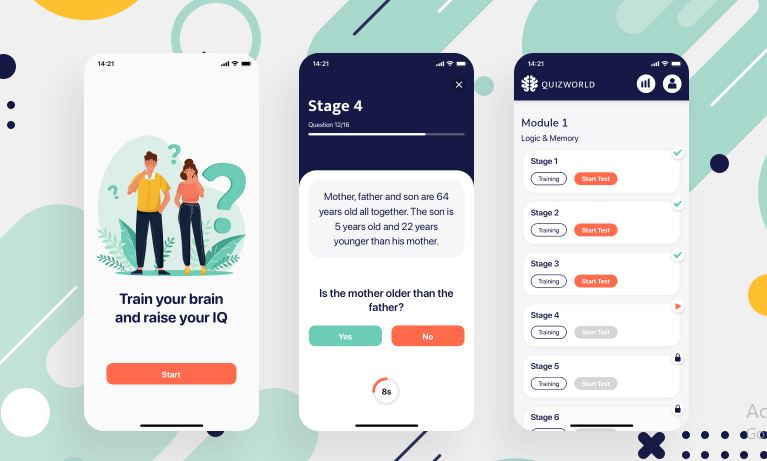 14:21
Train your brain
and raise your IQ
Start
14:21
Stage 4
Question 12/16
Mother, father and son are 64
years old all together. The son is
5 years old and 22 years
younger than his mother.
Is the mother older than the
father?
Yes
No
8s
14:21
QUIZWORLD
Module 1
Logic & Memory
Stage 1
Training
Start Test
Stage 2
Training
Start Test
Stage 3
Training
Start Test
Stage 4
Training
Start Test
Stage 5
Training
Start Test
Stage 6